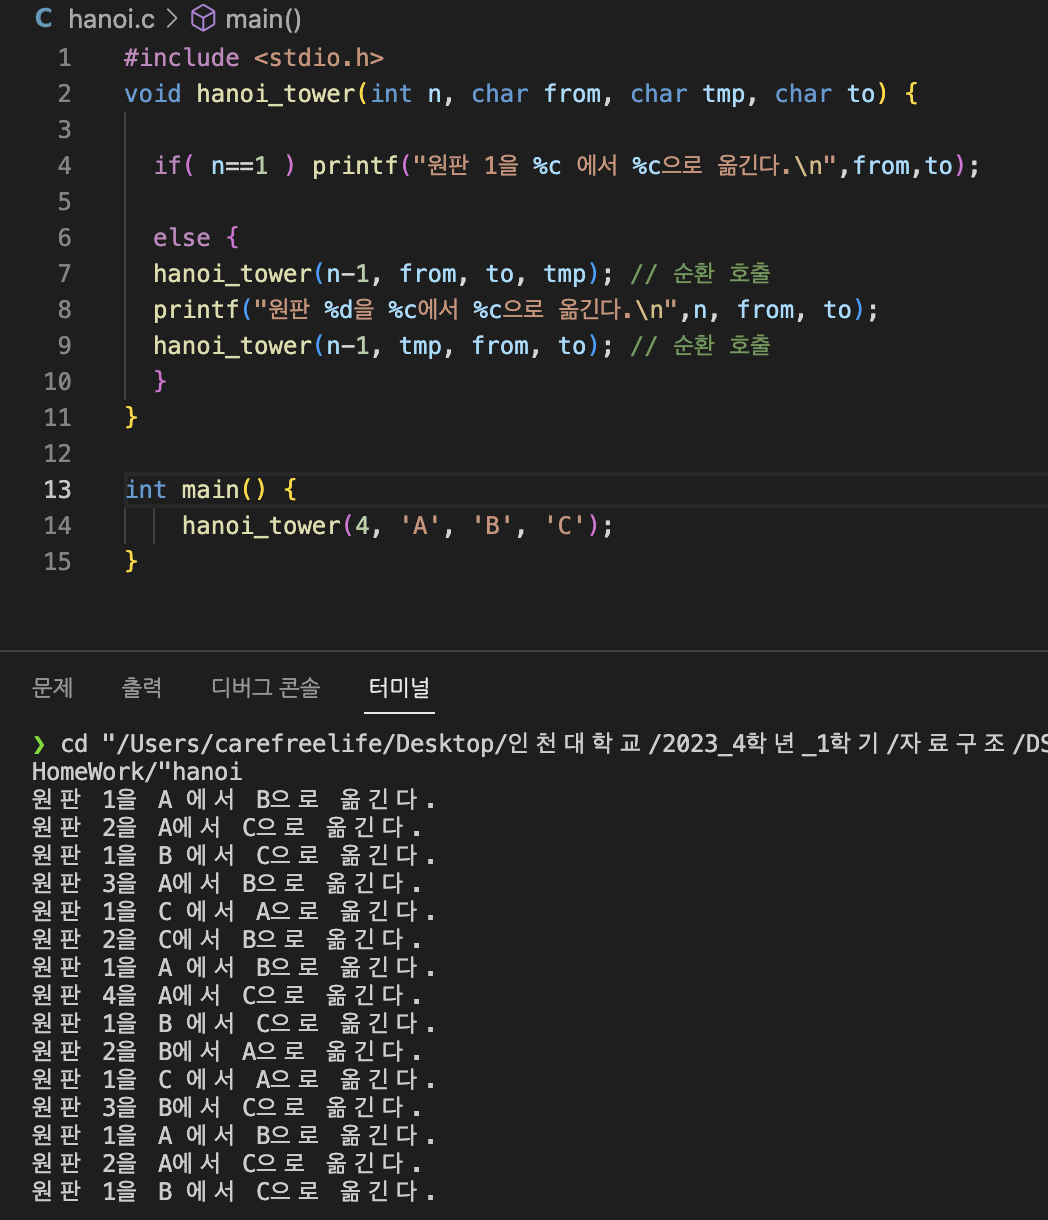 C hanoi.c > main()
1 #include <stdio.h>
2 void hanoi_tower(int n, char from, char tmp, char to) {
3
4 if( n==1 ) printf("원판 1을 %c 에서 %c으로 옮긴다.\n",from,to);
5
6 else {
7 hanoi_tower(n-1, from, to, tmp); // 순환 호출
8 printf("원판 %d을 %c에서 %c으로 옮긴다.\n",n, from, to);
9 hanoi_tower(n-1, tmp, from, to); // 순환 호출
10 }
11 }
12
13 int main() {
14 hanoi_tower(4, 'A', 'B', 'C');
15 }
문제 출력 디버그 콘솔 터미널
❯ cd "/Users/carefreelife/Desktop/인천대학교/2023_4학년_1학기/자료구조/DS
HomeWork/"hanoi
원판 1을 A 에서 B으로 옮긴다.
원판 2을 A에서 C으로 옮긴다.
원판 1을 B 에서 C으로 옮긴다.
원판 3을 A에서 B으로 옮긴다.
원판 1을 C 에서 A으로 옮긴다.
원판 2을 C에서 B으로 옮긴다.
원판 1을 A 에서 B으로 옮긴다.
원판 4을 A에서 C으로 옮긴다.
원판 1을 B 에서 C으로 옮긴다.
원판 2을 B에서 A으로 옮긴다.
원판 1을 C 에서 A으로 옮긴다.
원판 3을 B에서 C으로 옮긴다.
원판 1을 A 에서 B으로 옮긴다.
원판 2을 A에서 C으로 옮긴다.
원판 1을 B 에서 C으로 옮긴다.